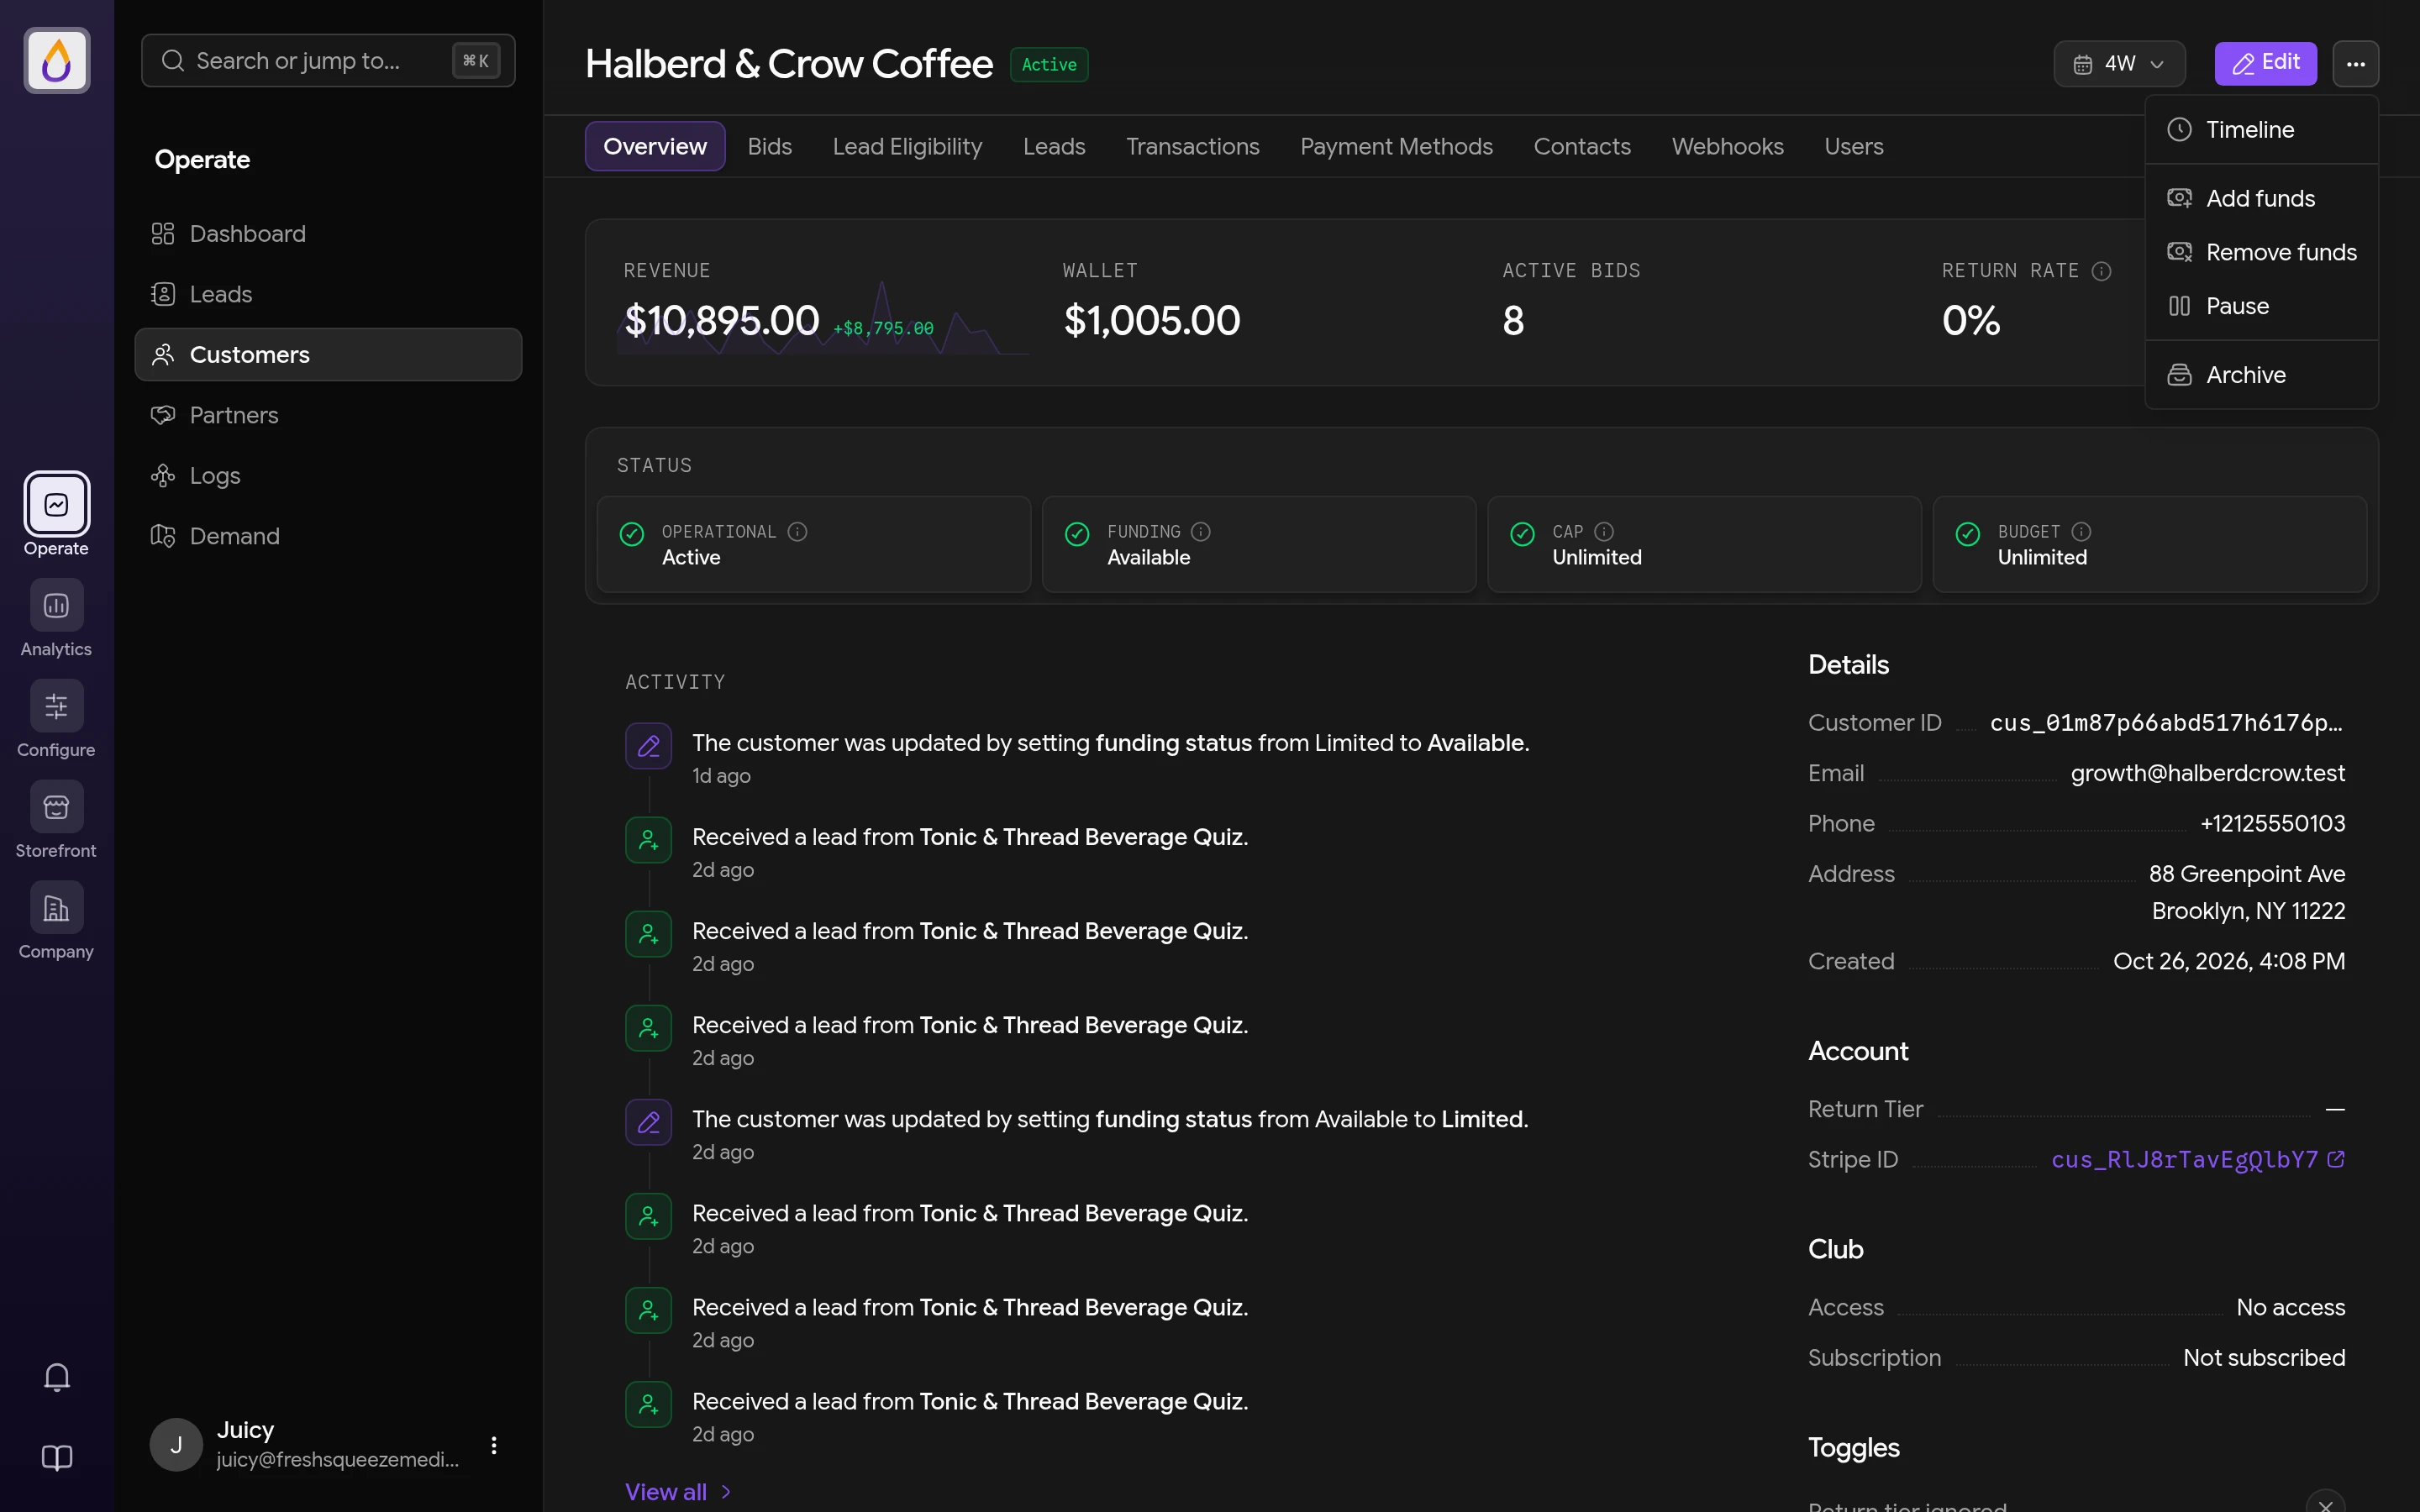 Search or jump to...
⌘K
Operate
Dashboard
Leads
Customers
Partners
Logs
Demand
Operate
Analytics
Configure
Storefront
Company
J
Juicy
juicy@freshsqueezemedi...
Halberd & Crow Coffee
Active
4W
Edit
Timeline
Add funds
Remove funds
Pause
Archive
Overview
Bids
Lead Eligibility
Leads
Transactions
Payment Methods
Contacts
Webhooks
Users
REVENUE
$10,895.00 +$8,795.00
WALLET
$1,005.00
ACTIVE BIDS
8
RETURN RATE
0%
STATUS
OPERATIONAL
Active
FUNDING
Available
CAP
Unlimited
BUDGET
Unlimited
ACTIVITY
The customer was updated by setting funding status from Limited to Available.
1d ago
Received a lead from Tonic & Thread Beverage Quiz.
2d ago
Received a lead from Tonic & Thread Beverage Quiz.
2d ago
Received a lead from Tonic & Thread Beverage Quiz.
2d ago
The customer was updated by setting funding status from Available to Limited.
2d ago
Received a lead from Tonic & Thread Beverage Quiz.
2d ago
Received a lead from Tonic & Thread Beverage Quiz.
2d ago
Received a lead from Tonic & Thread Beverage Quiz.
2d ago
View all
Details
Customer ID cus_01m87p66abd517h6176p...
Email growth@halberdcrow.test
Phone +12125550103
Address 88 Greenpoint Ave
Brooklyn, NY 11222
Created Oct 26, 2026, 4:08 PM
Account
Return Tier —
Stripe ID cus_RlJ8rTavEgQlbY7
Club
Access No access
Subscription Not subscribed
Toggles
Return tier ignored